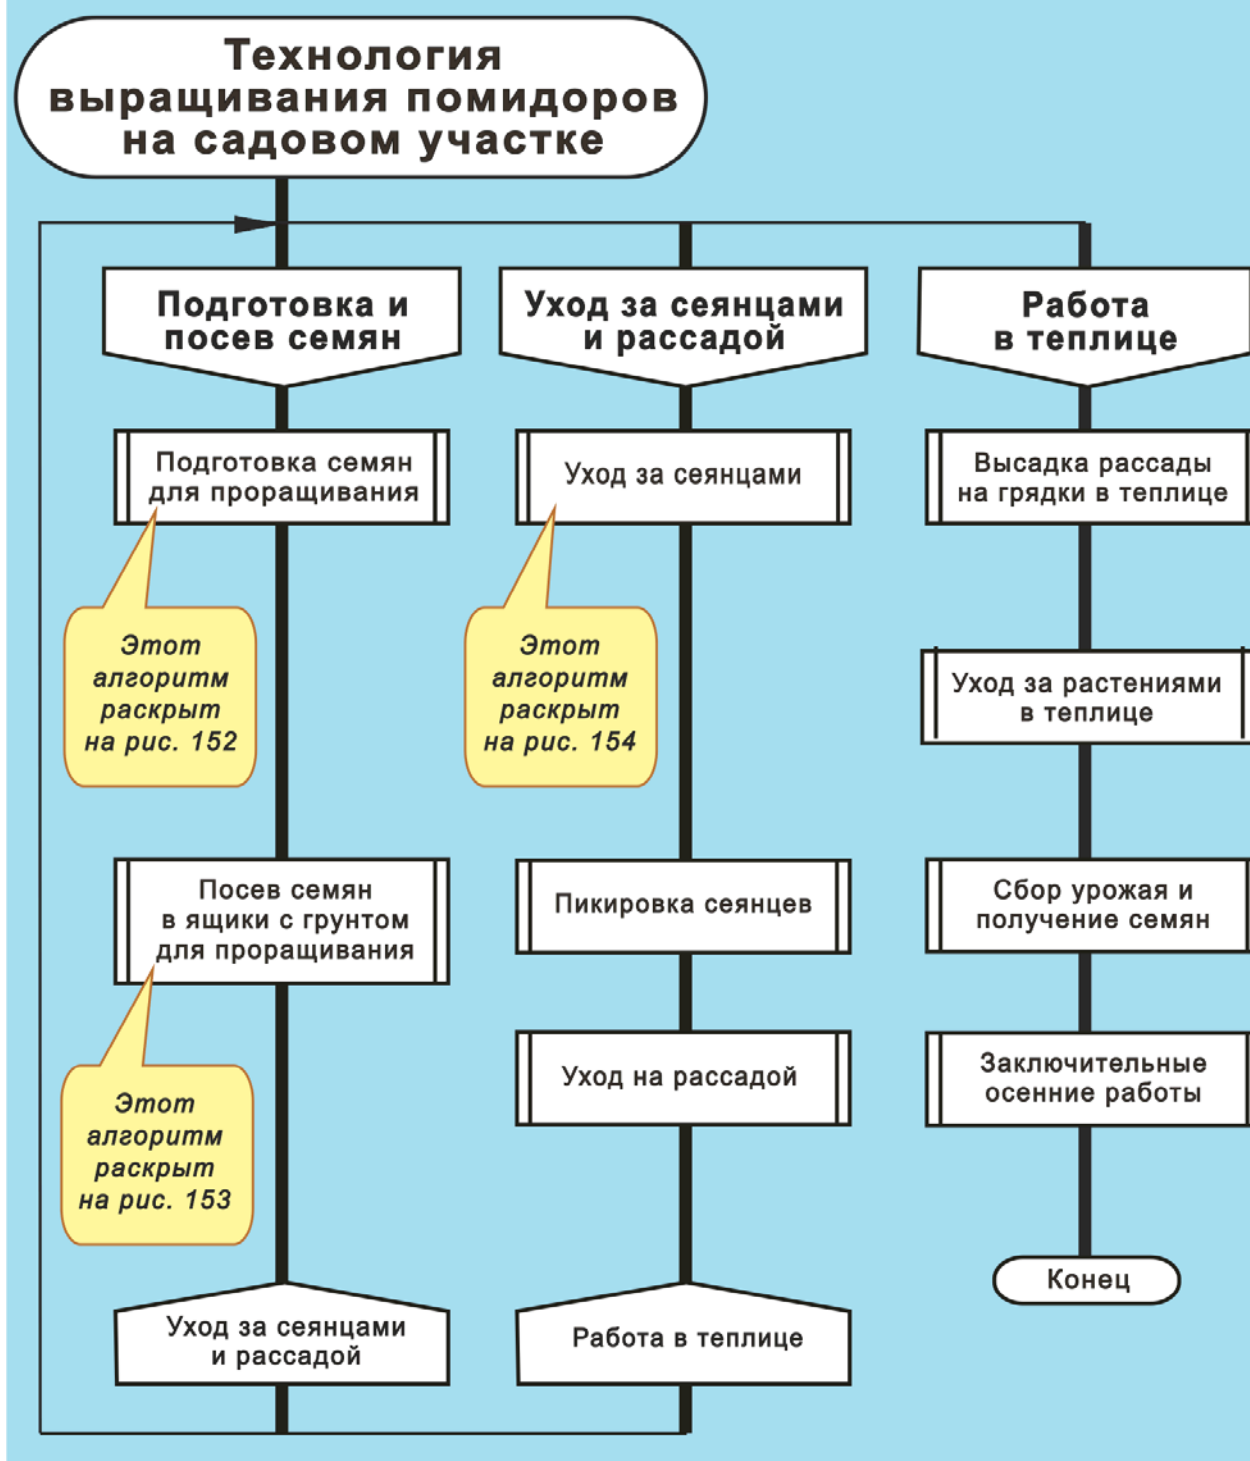 Технология
выращивания помидоров
на садовом участке
Подготовка и
посев семян
Подготовка семян
для проращивания
Этот
алгоритм
раскрыт
на рис. 152
Посев семян
в ящики с грунтом
для проращивания
Этот
алгоритм
раскрыт
на рис. 153
Уход за сеянцами
и рассадой
Уход за сеянцами
и рассадой
Уход за сеянцами
Этот
алгоритм
раскрыт
на рис. 154
Пикировка сеянцев
Уход на рассадой
Работа в теплице
Работа
в теплице
Высадка рассады
на грядки в теплице
Уход за растениями
в теплице
Сбор урожая и
получение семян
Заключительные
осенние работы
Конец